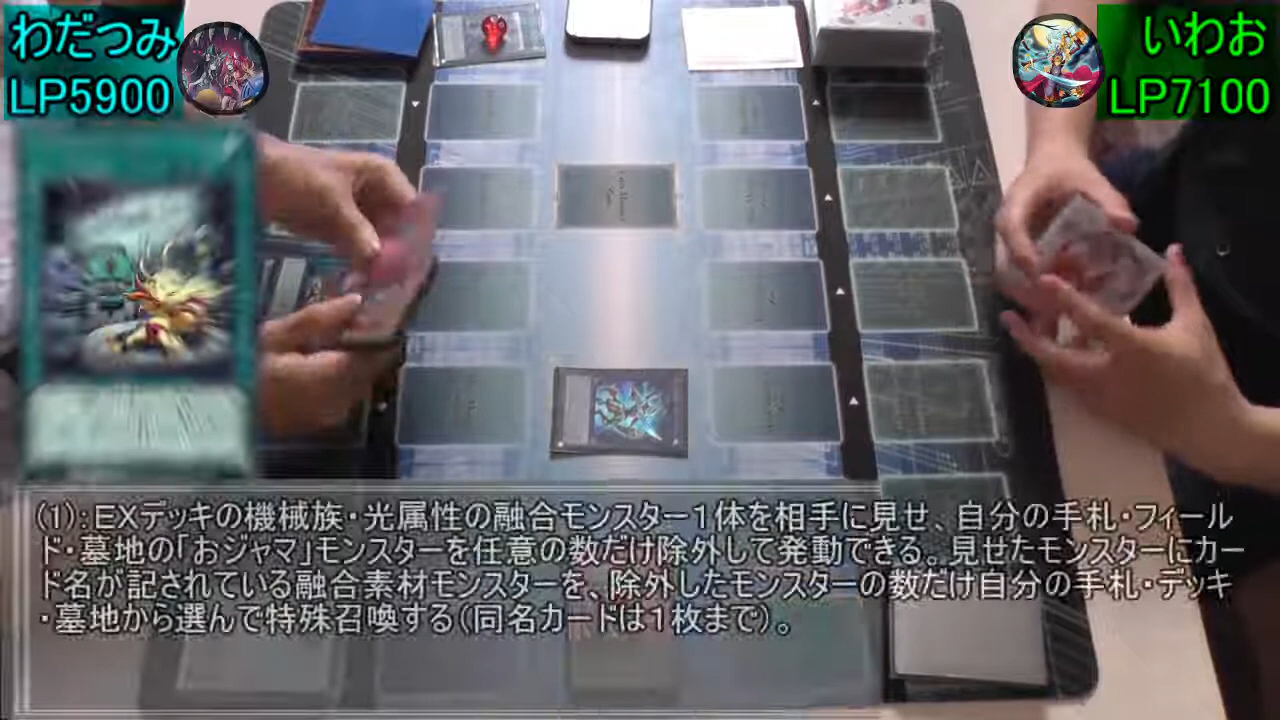 わだつみ
LP5900
いわお
LP7100
(1):EXデッキの機械族・光属性の融合モンスター1体を相手に見せ、自分の手札・フィール
ド・墓地の「おジャマ」モンスターを任意の数だけ除外して発動できる。見せたモンスターにカー
ド名が記されている融合素材モンスターを、除外したモンスターの数だけ自分の手札・デッキ
・墓地から選んで特殊召喚する(同名カードは1枚まで)。